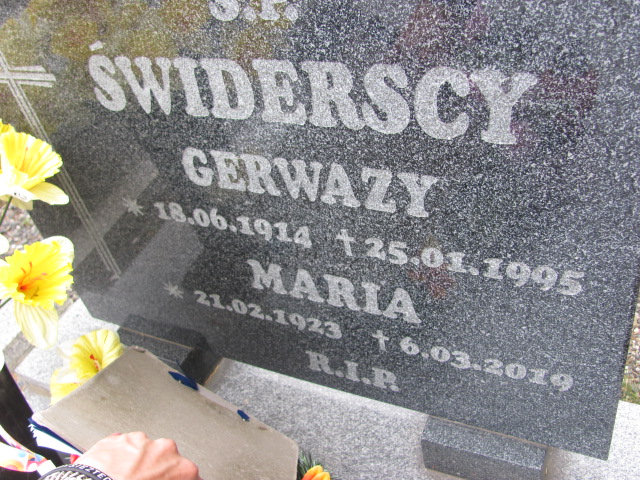 Ś.P.
ŚWIDERSCY
GERWAZY
* 18.06.1914 † 25.01.1995
MARIA
* 21.02.1923 † 6.03.2019
R.I.P.